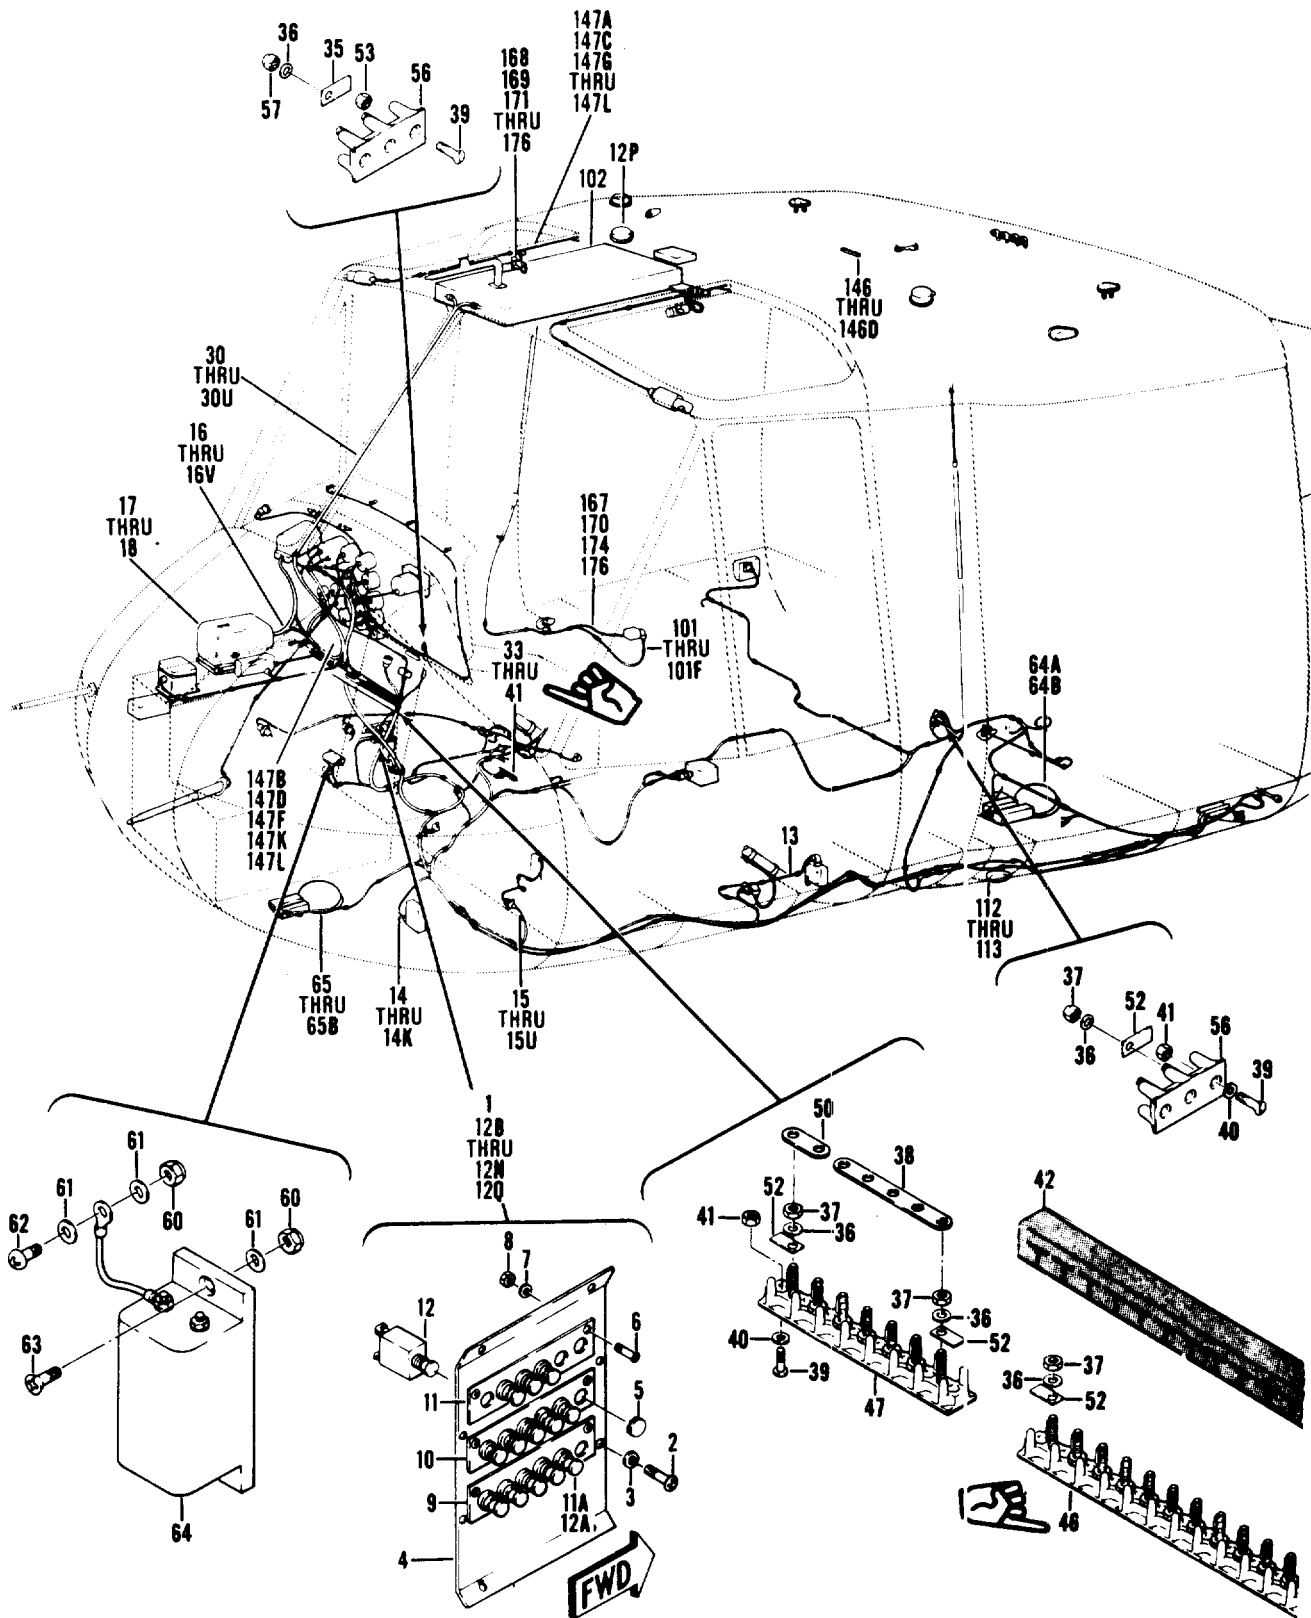 36
35
53
57
56
39
168
169
171
THRU
176
147A
147C
147G
THRU
147L
12P
102
146
THRU
146D
30
THRU
30U
16
THRU
16V
17
THRU
18
167
170
174
176
101
THRU
101F
33
THRU
41
64A
64B
147B
147D
147F
147K
147L
13
112
THRU
113
65
THRU
65B
14
THRU
14K
15
THRU
15U
37
36
52
41
56
39
40
1
12B
THRU
12N
12Q
61
61
60
62
61
60
63
64
8
7
12
6
11
5
10
9
2
3
11A
12A
4
FWD
50
38
52
41
37
36
37
36
52
40
39
47
42
37
36
52
46